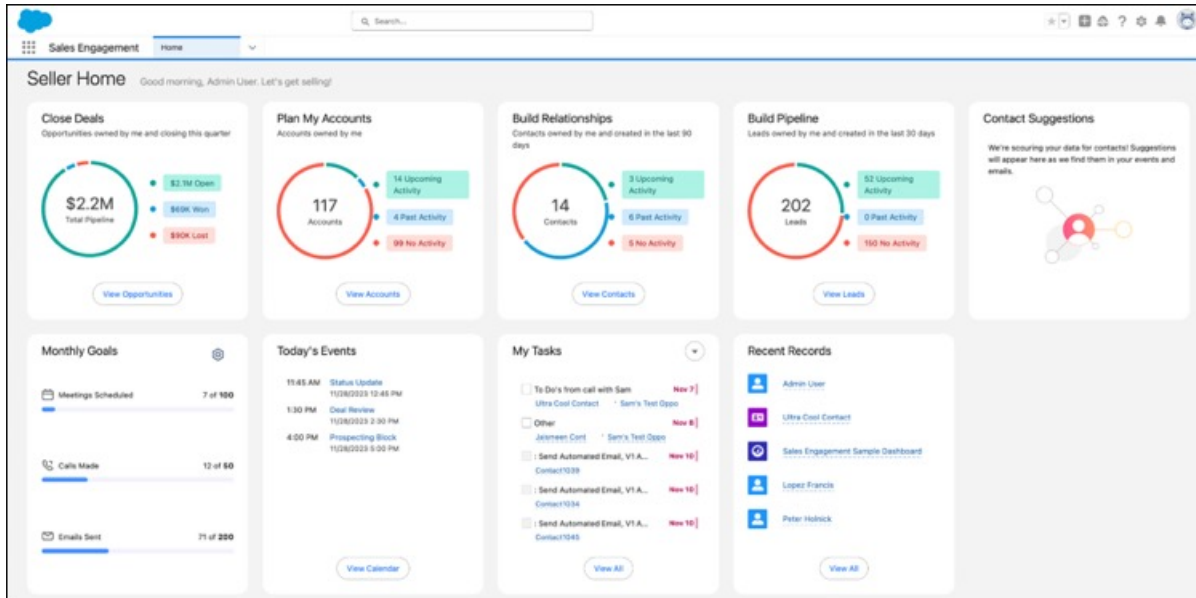 Search...
Sales Engagement
Home
Seller Home
Good morning, Admin User. Let's get selling!
Close Deals
Opportunities owned by me and closing this quarter
$2.2M
Total Pipeline
$2.1M Open
$69K Won
$90K Lost
View Opportunities
Plan My Accounts
Accounts owned by me
117
Accounts
14 Upcoming
Activity
4 Past Activity
99 No Activity
View Accounts
Build Relationships
Contacts owned by me and created in the last 90
days
14
Contacts
3 Upcoming
Activity
6 Past Activity
5 No Activity
View Contacts
Build Pipeline
Leads owned by me and created in the last 30 days
202
Leads
52 Upcoming
Activity
0 Past Activity
150 No Activity
View Leads
Contact Suggestions
We're scouring your data for contacts! Suggestions
will appear here as we find them in your events and
emails.
Monthly Goals
Meetings Scheduled 7 of 100
Calls Made 12 of 50
Emails Sent 71 of 200
Today's Events
11:45 AM Status Update
11/28/2023 12:45 PM
1:30 PM Deal Review
11/28/2023 2:30 PM
4:00 PM Prospecting Block
11/28/2023 5:00 PM
View Calendar
My Tasks
To Do's from call with Sam Nov 7
Ultra Cool Contact Sam's Test Oppo
Other Nov 8
Jaismeen Cont Sam's Test Oppo
: Send Automated Email, V1 A... Nov 10
Contact1039
: Send Automated Email, V1 A... Nov 10
Contact1034
: Send Automated Email, V1 A... Nov 10
Contact1045
View All
Recent Records
Admin User
Ultra Cool Contact
Sales Engagement Sample Dashboard
Lopez Francis
Peter Holnick
View All